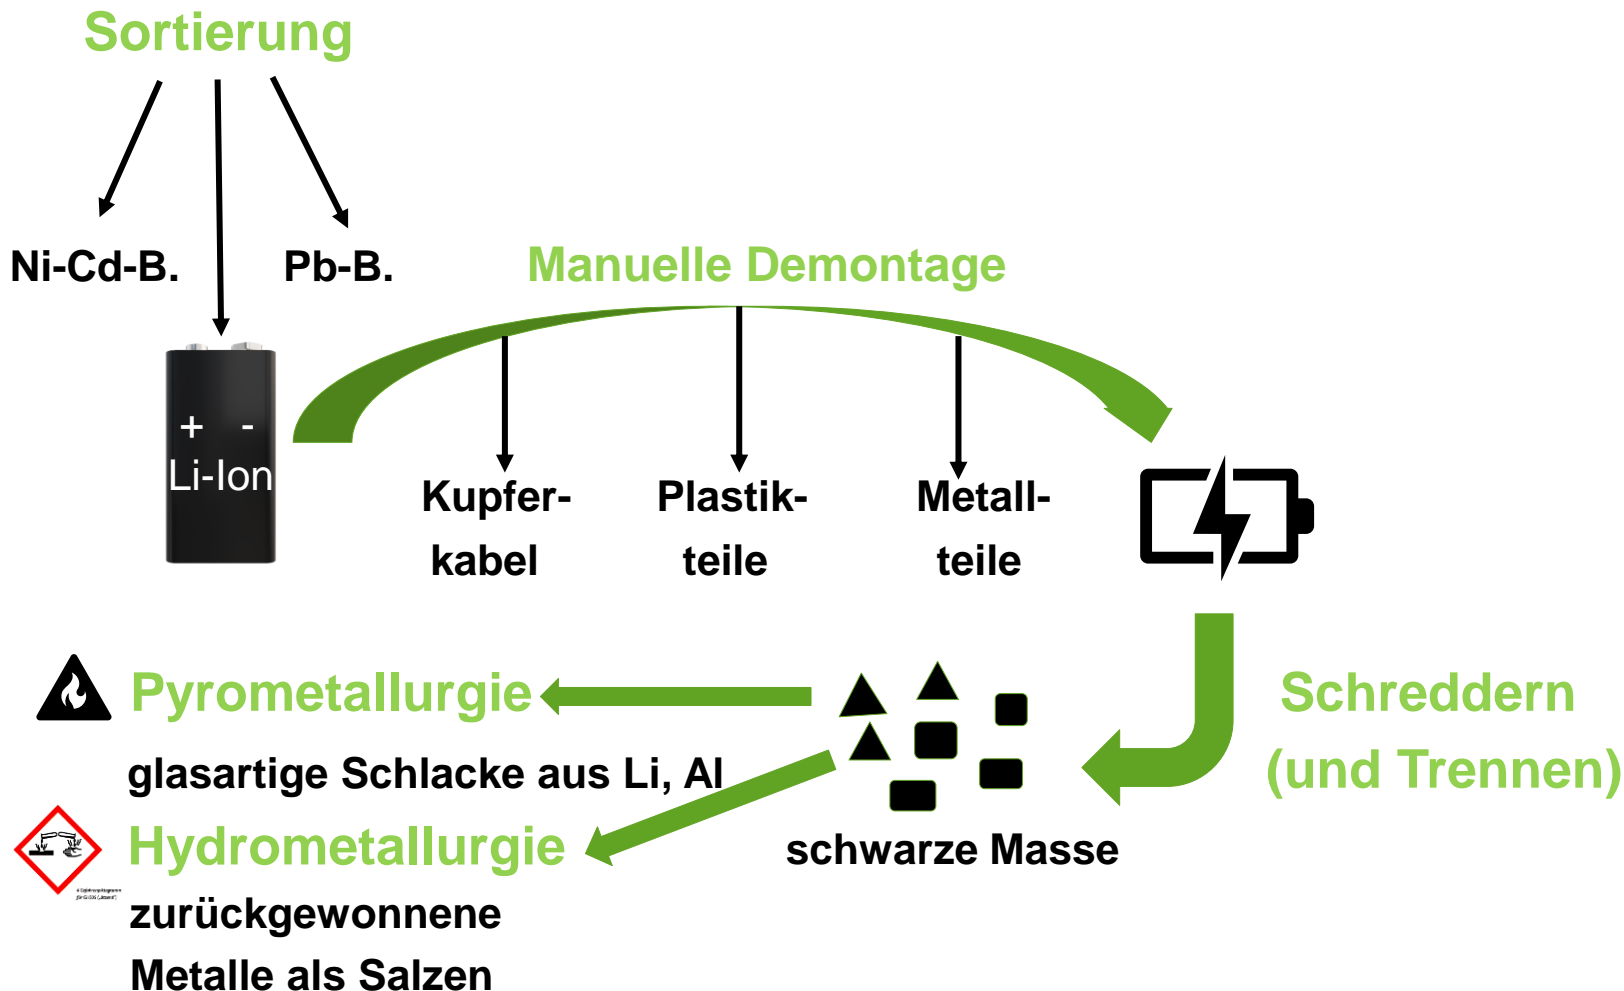 Sortierung
Ni-Cd-B.
Pb-B.
Manuelle Demontage
+ -
Li-Ion
Kupfer-
kabel
Plastik-
teile
Metall-
teile
Schreddern
(und Trennen)
schwarze Masse
Pyrometallurgie
glasartige Schlacke aus Li, Al
Hydrometallurgie
zurückgewonnene
Metalle als Salzen